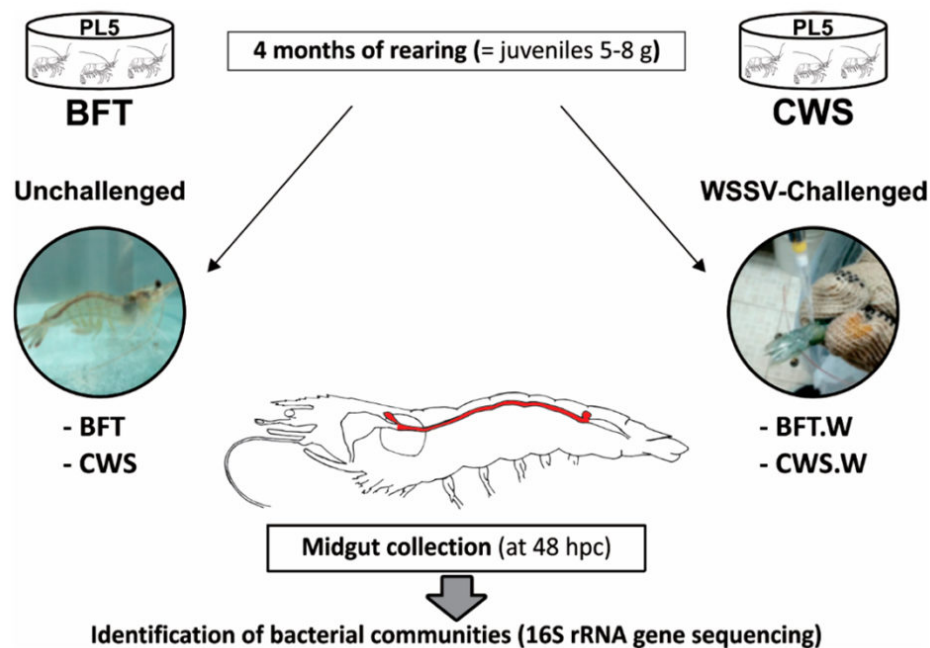 PL5
BFT
4 months of rearing (= juveniles 5-8 g)
PL5
CWS
Unchallenged
WSSV-Challenged
- BFT
- CWS
- BFT.W
- CWS.W
Midgut collection (at 48 hpc)
Identification of bacterial communities (16S rRNA gene sequencing)